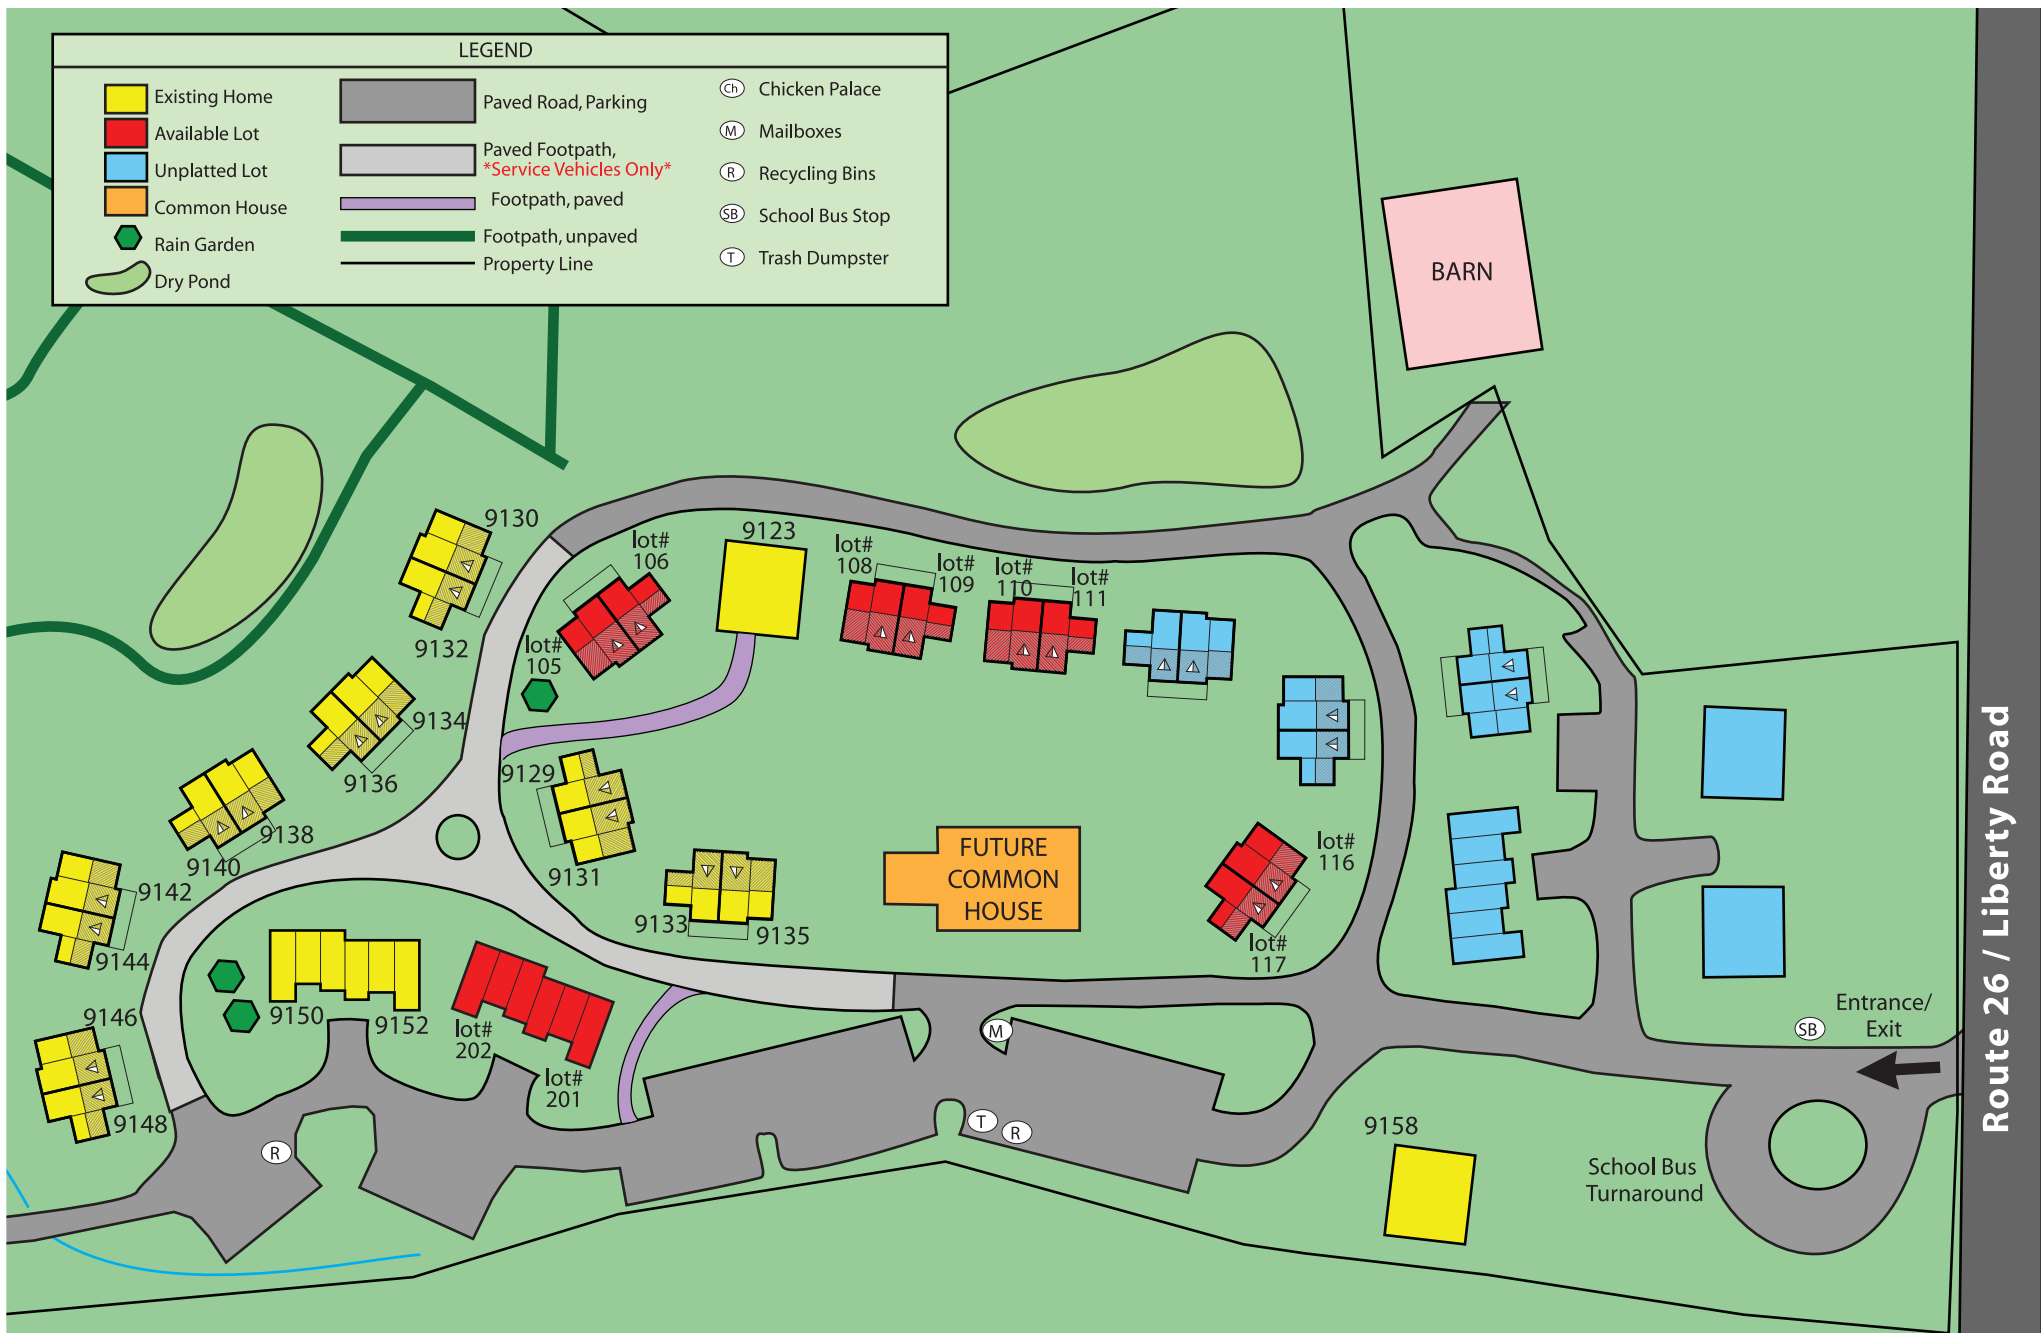 LEGEND
Existing Home
Available Lot
Unplatted Lot
Common House
Rain Garden
Dry Pond
Paved Road, Parking
Paved Footpath,
*Service Vehicles Only*
Footpath, paved
Footpath, unpaved
Property Line
Ch Chicken Palace
M Mailboxes
R Recycling Bins
SB School Bus Stop
T Trash Dumpster
BARN
9130
9132
lot#
106
lot#
105
9123
lot#
108
lot#
109
lot#
110
lot#
111
9134
9136
9138
9140
9142
9144
9146
9148
9129
9131
9133
9135
FUTURE
COMMON
HOUSE
lot#
116
lot#
117
9150
9152
lot#
202
lot#
201
M
T
R
R
9158
School Bus
Turnaround
SB
Entrance/
Exit
Route 26 / Liberty Road